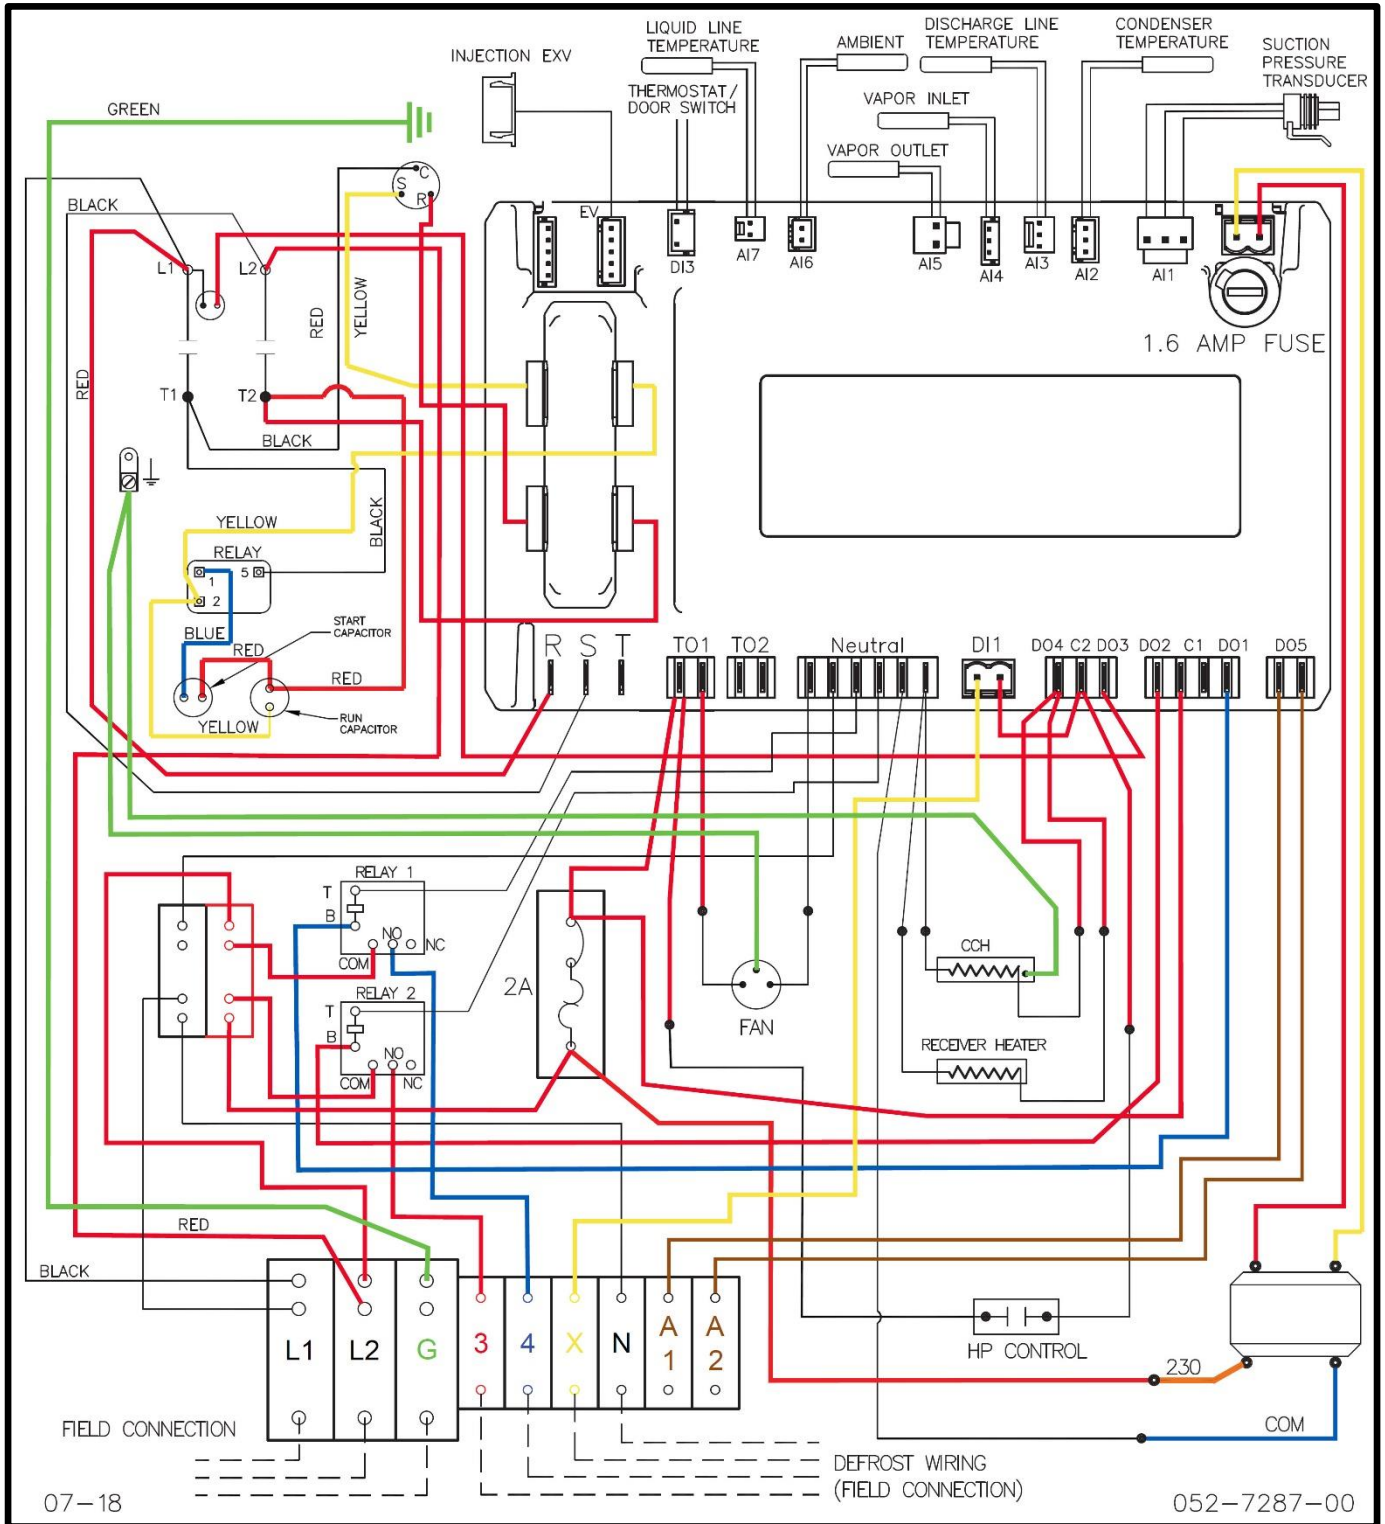 LIQUID LINE
TEMPERATURE
DISCHARGE LINE
TEMPERATURE
CONDENSER
TEMPERATURE
AMBIENT
SUCTION
PRESSURE
TRANSDUCER
INJECTION EXV
THERMOSTAT/
DOOR SWITCH
VAPOR INLET
GREEN
VAPOR OUTLET
C
S
R
BLACK
EV
DI3
AI7
AI6
AI5
AI4
AI3
AI2
AI1
L1
L2
RED
YELLOW
1.6 AMP FUSE
RED
T1
T2
BLACK
BLACK
YELLOW
RELAY
1
5
2
START
CAPACITOR
BLUE
RED
RED
YELLOW
RUN
CAPACITOR
R
S
T
TO1
TO2
Neutral
DI1
DO4
C2
DO3
DO2
C1
DO1
DO5
RELAY 1
T
B
NO
NC
COM
RELAY 2
T
B
NO
NC
COM
2A
FAN
CCH
RECEIVER HEATER
RED
BLACK
L1
L2
G
3
4
X
N
A
1
A
2
HP CONTROL
230
COM
FIELD CONNECTION
DEFROST WIRING
(FIELD CONNECTION)
07-18
052-7287-00